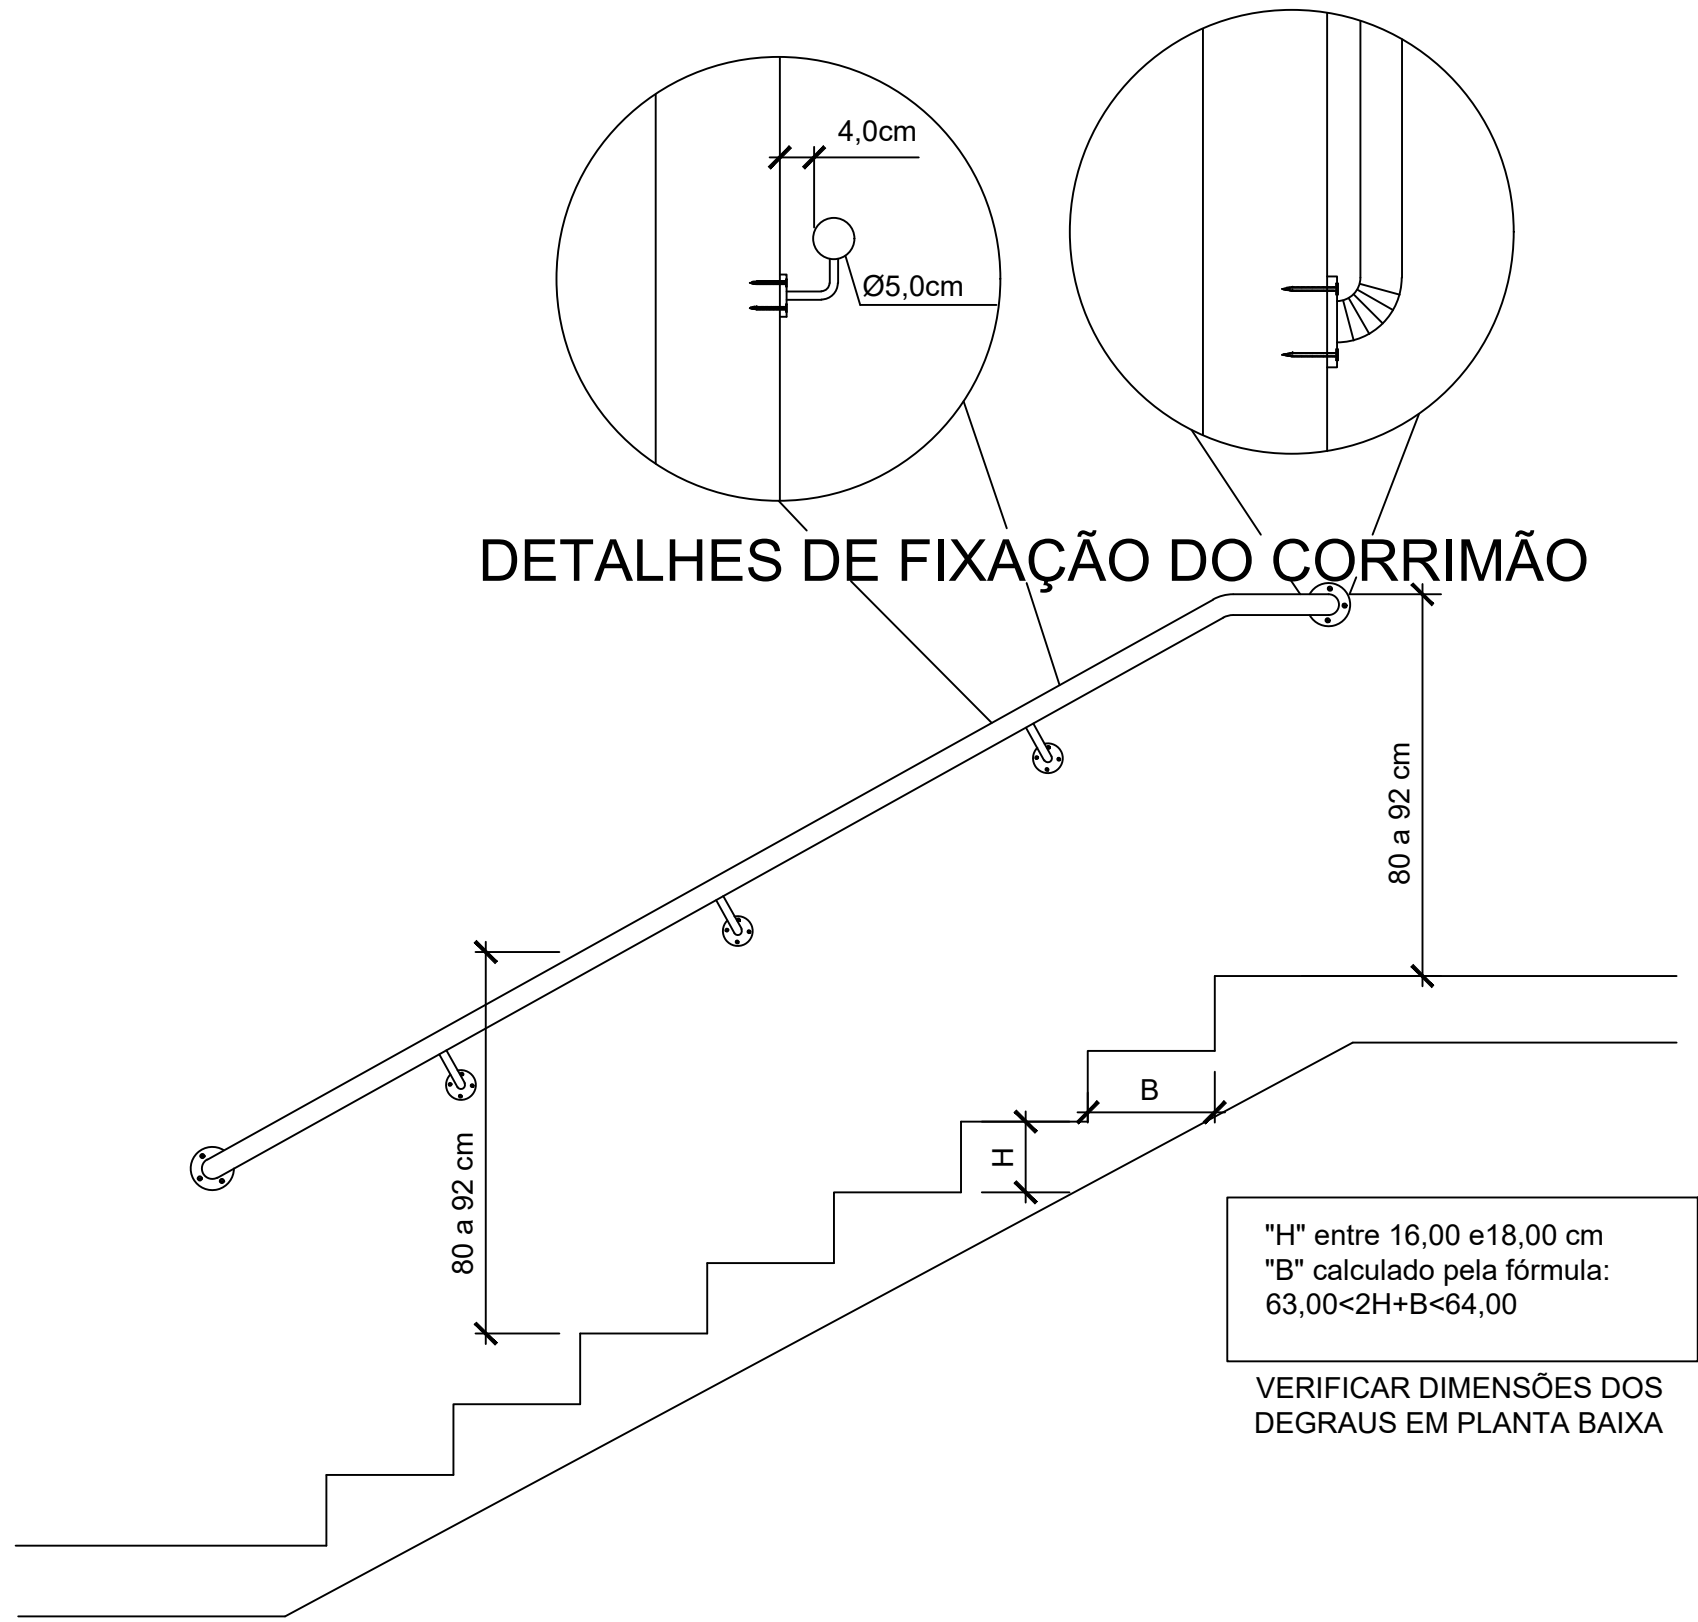 4,0cm
Ø5,0cm
DETALHES DE FIXAÇÃO DO CORRIMÃO
80 a 92 cm
80 a 92 cm
B
H
"H" entre 16,00 e18,00 cm
"B" calculado pela fórmula:
63,00<2H+B<64,00
VERIFICAR DIMENSÕES DOS
DEGRAUS EM PLANTA BAIXA